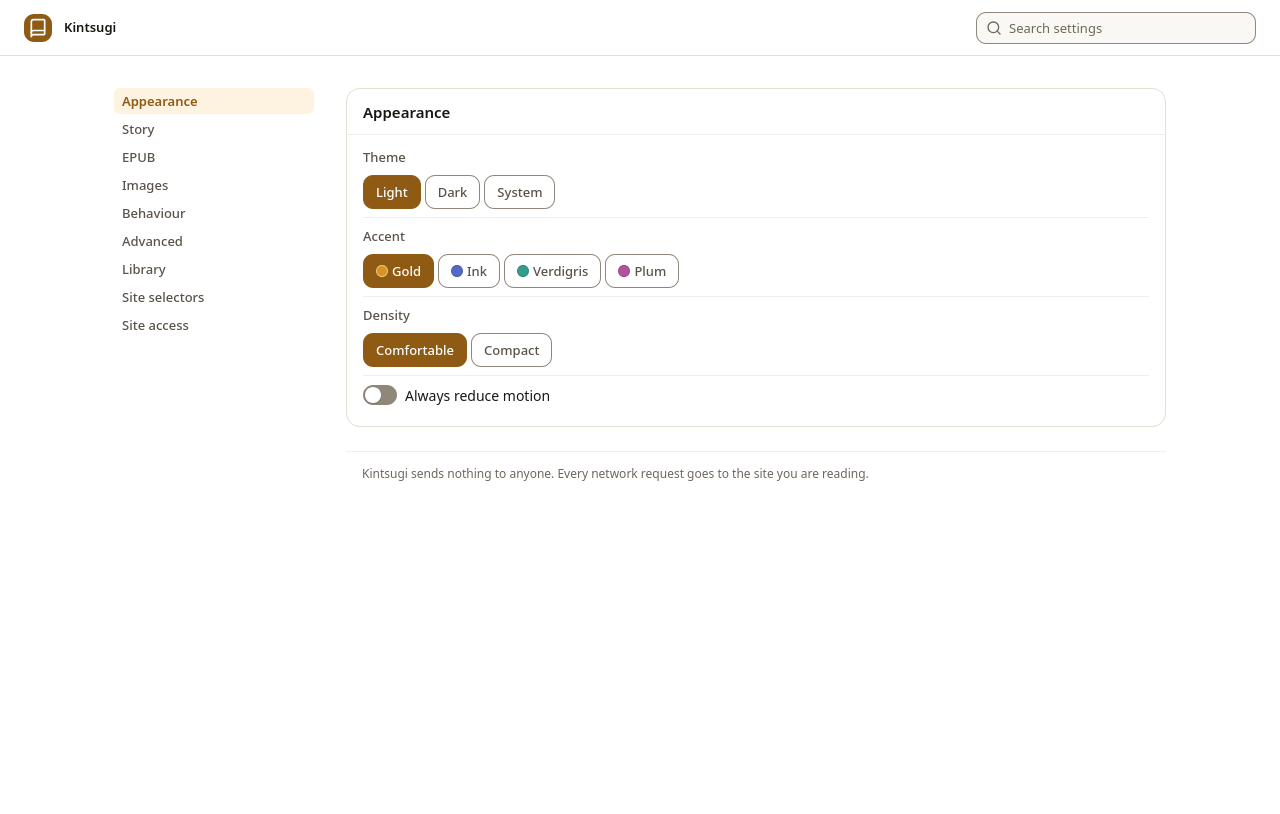 Kintsugi
Search settings
Appearance
Story
EPUB
Images
Behaviour
Advanced
Library
Site selectors
Site access
Appearance
Theme
Light Dark System
Accent
Gold Ink Verdigris Plum
Density
Comfortable Compact
Always reduce motion
Kintsugi sends nothing to anyone. Every network request goes to the site you are reading.